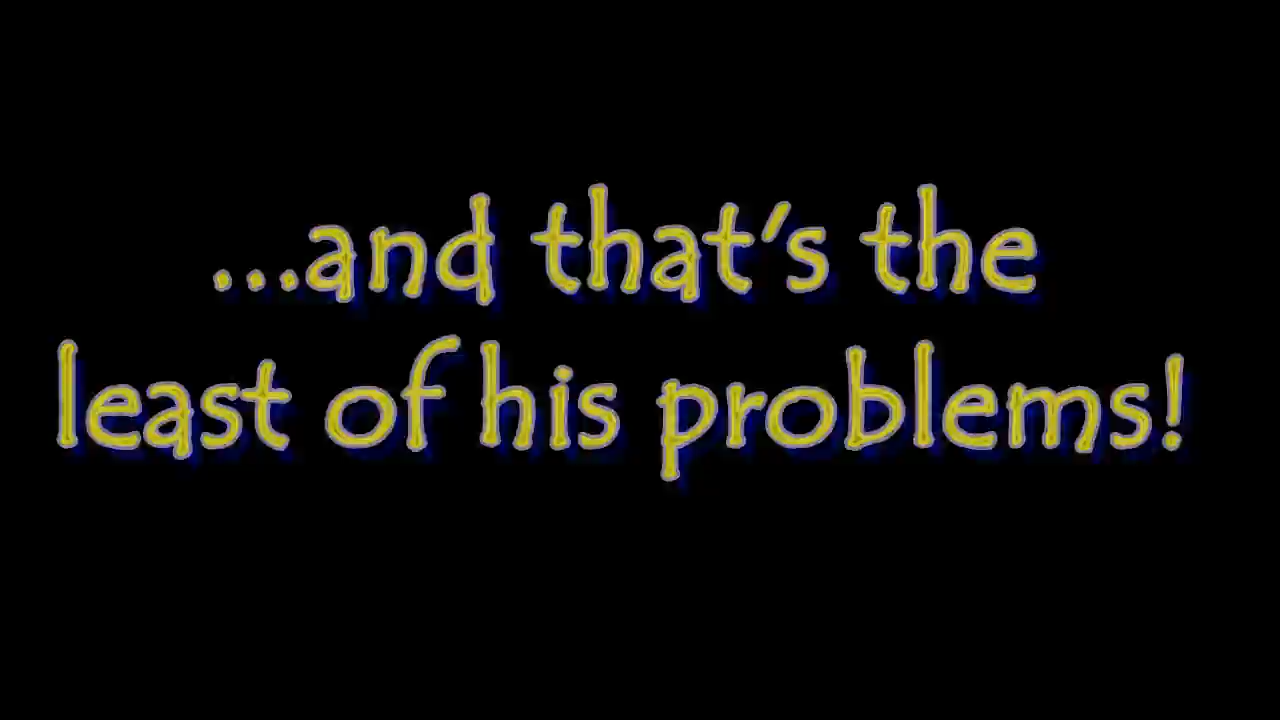 ...and that's the
least of his problems!